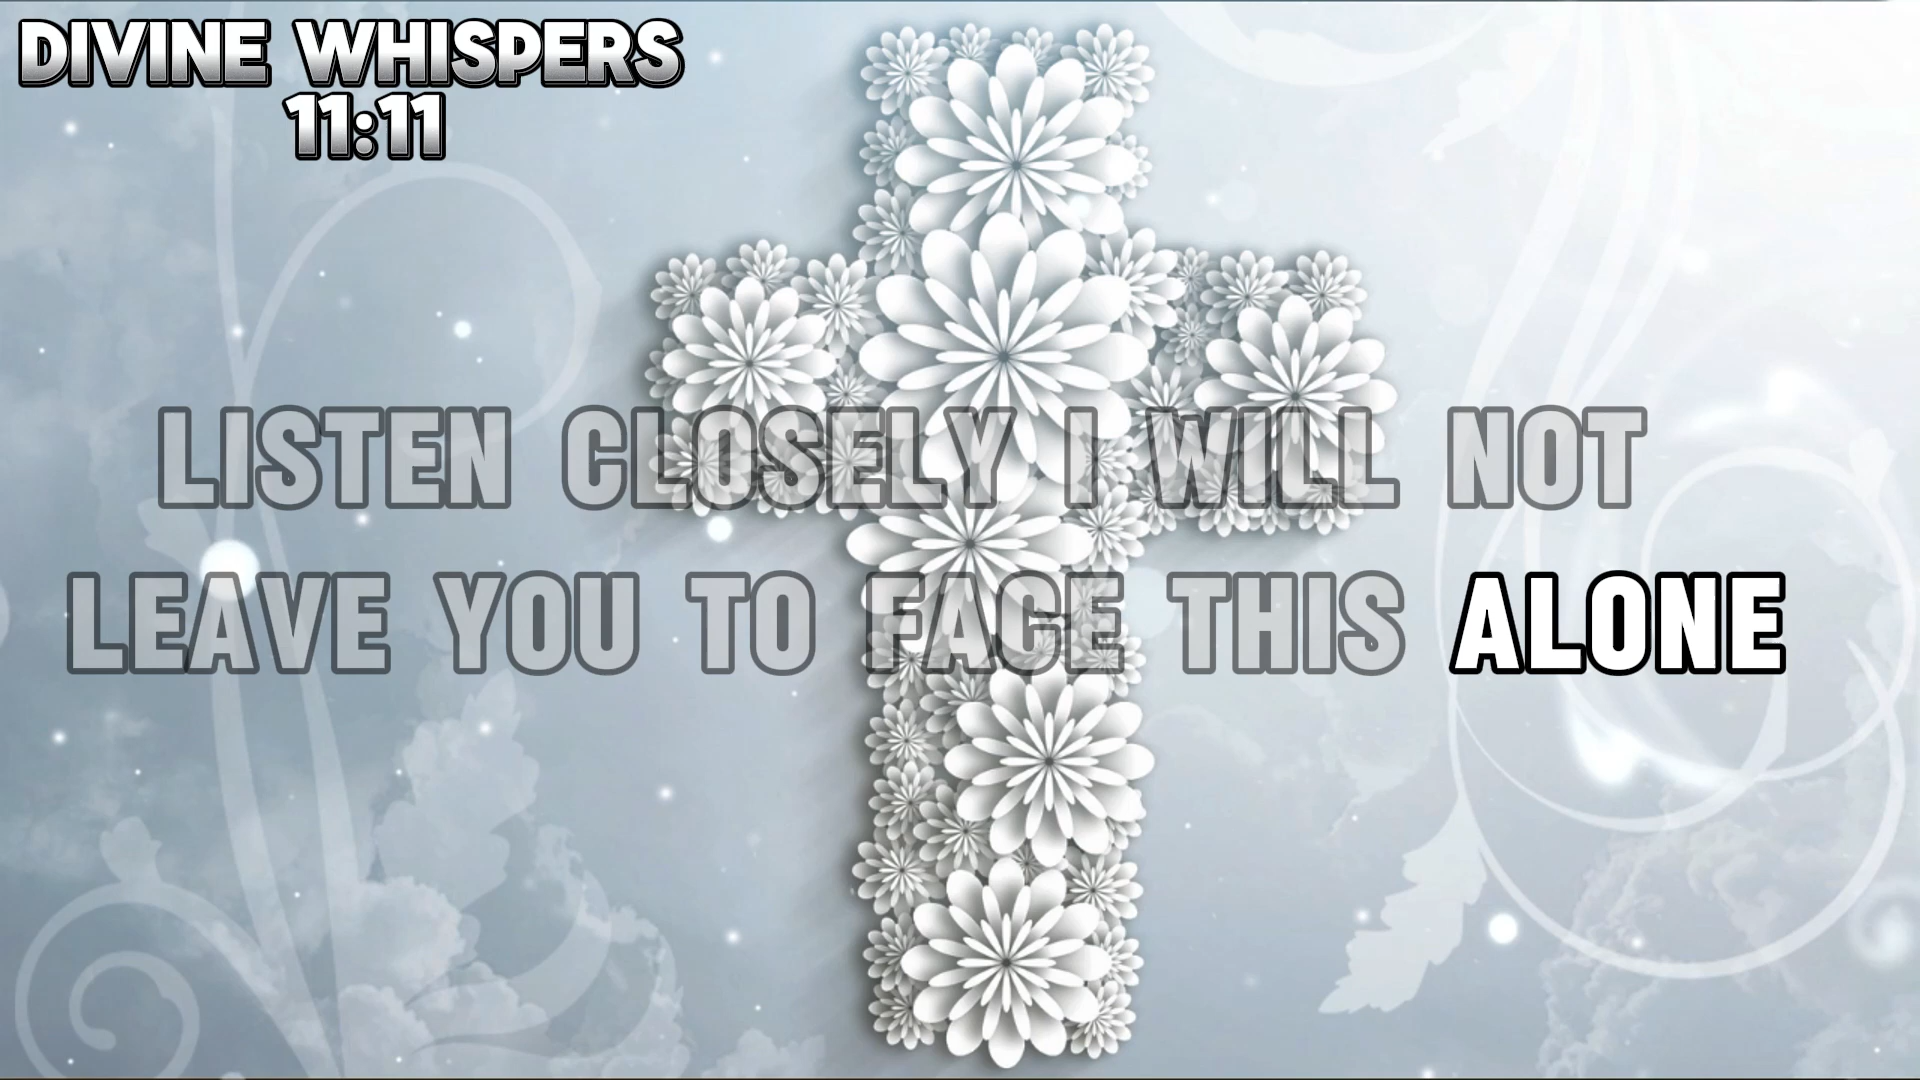 DIVINE WHISPERS
11:11
LISTEN CLOSELY I WILL NOT
LEAVE YOU TO FACE THIS ALONE